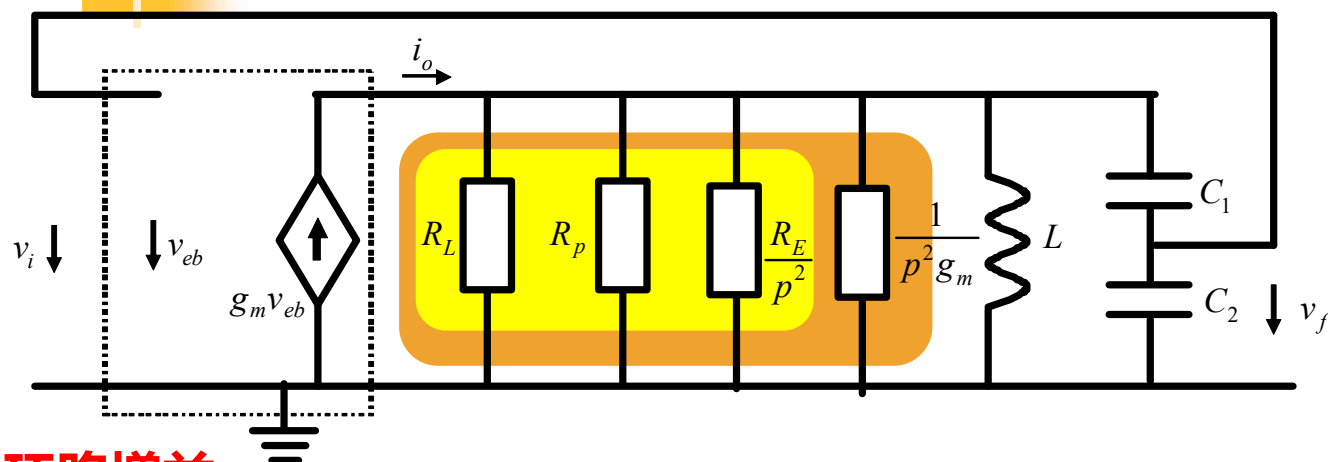 i_o
v_i
v_eb
g_m v_eb
R_L
R_p
R_E/p^2
1/(p^2 g_m)
L
C_1
C_2
v_f